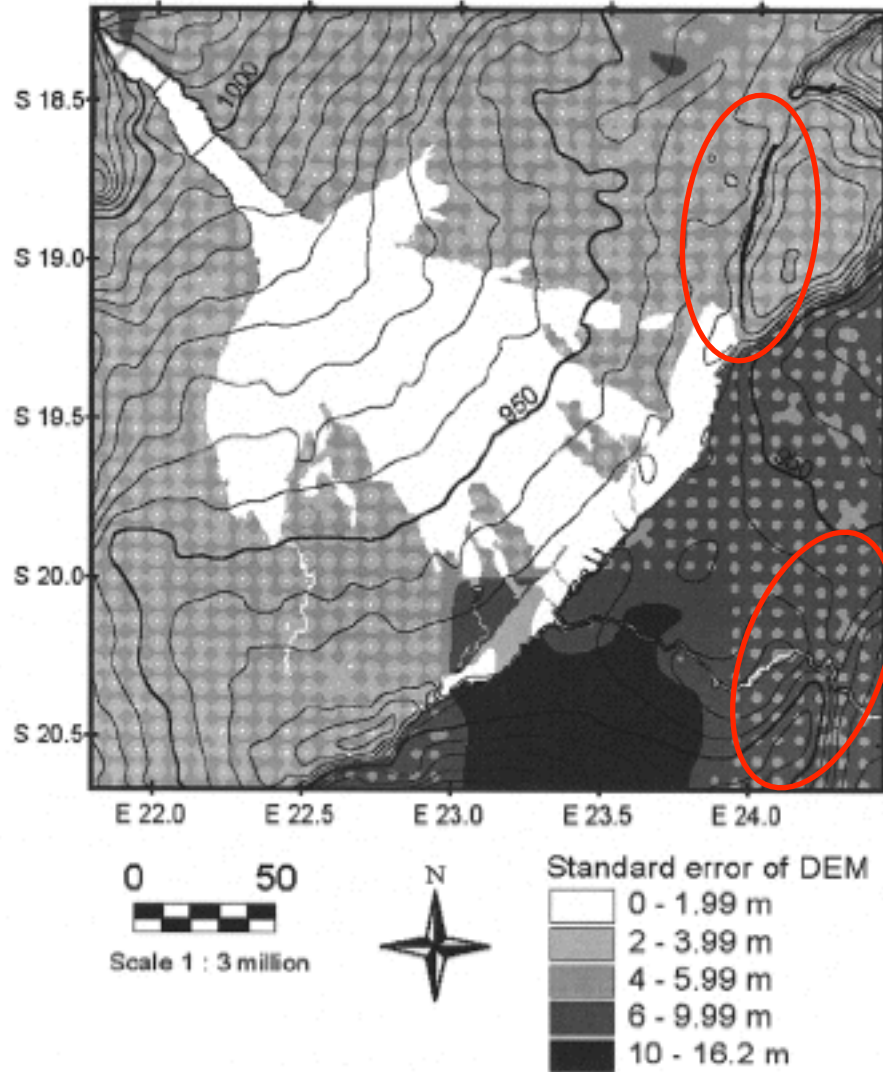 1000
S 18.5
S 19.0
S 19.5
950
S 20.0
S 20.5
E 22.0 E 22.5 E 23.0 E 23.5 E 24.0
0 50
Scale 1 : 3 million
N
Standard error of DEM
0 - 1.99 m
2 - 3.99 m
4 - 5.99 m
6 - 9.99 m
10 - 16.2 m